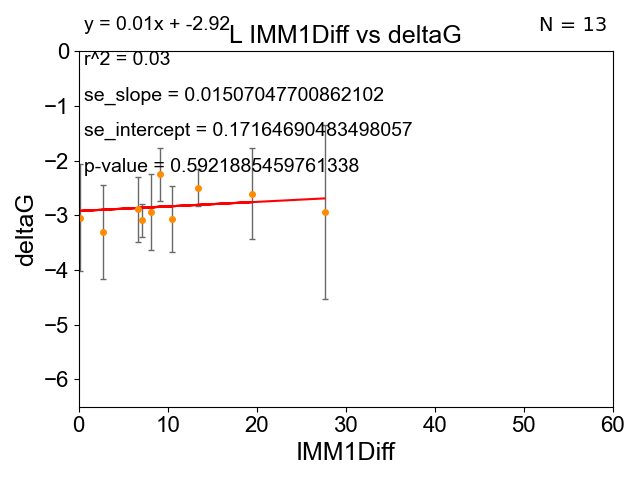 y = 0.01x + -2.92
N = 13
L IMM1Diff vs deltaG
r^2 = 0.03
se_slope = 0.01507047700862102
se_intercept = 0.17164690483498057
p-value = 0.5921885459761338
deltaG
0
−1
−2
−3
−4
−5
−6
0 10 20 30 40 50 60
IMM1Diff